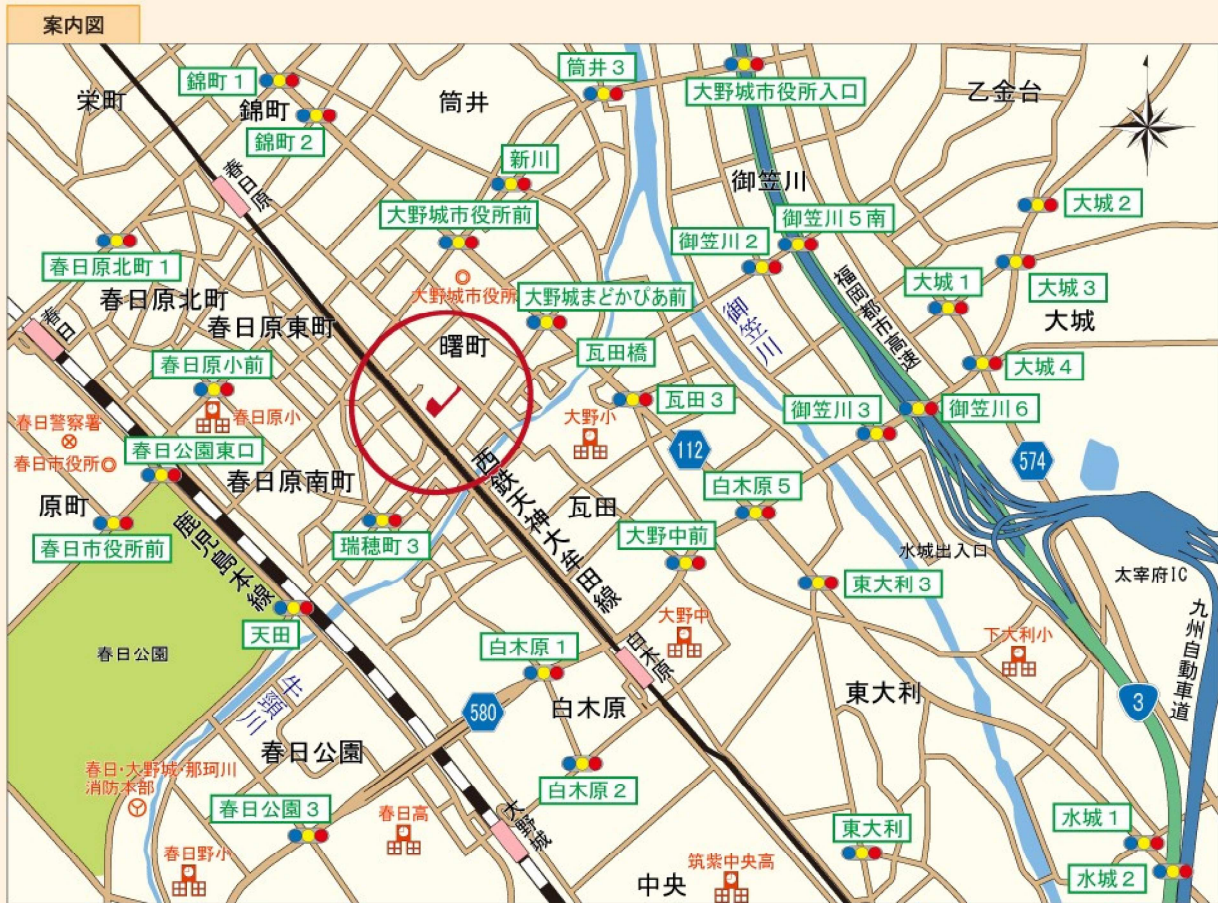 案内図
栄町
錦町1
錦町
錦町2
筒井
筒井3
大野城市役所入口
乙金台
春日原
新川
大野城市役所前
御笠川
御笠川5南
大城2
御笠川2
春日原北町1
大城3
大城1
春日原北町
大野城市役所
大野城まどかぴあ前
福岡都市高速
御笠川
大城
春日
春日原東町
曙町
瓦田橋
大城4
春日原小前
春日原小
瓦田3
御笠川3
御笠川6
大野小
春日警察署
春日市役所
春日公園東口
112
574
春日原南町
西鉄天神大牟田線
瓦田
白木原5
原町
春日市役所前
瑞穂町3
大野中前
水城出入口
太宰府IC
鹿児島本線
東大利3
九州自動車道
天田
大野中
下大利小
春日公園
白木原1
白木原
牛頸川
580
白木原
東大利
3
春日公園
春日・大野城・那珂川
消防本部
白木原2
春日公園3
春日高
大野城
東大利
水城1
春日野小
筑紫中央高
中央
水城2